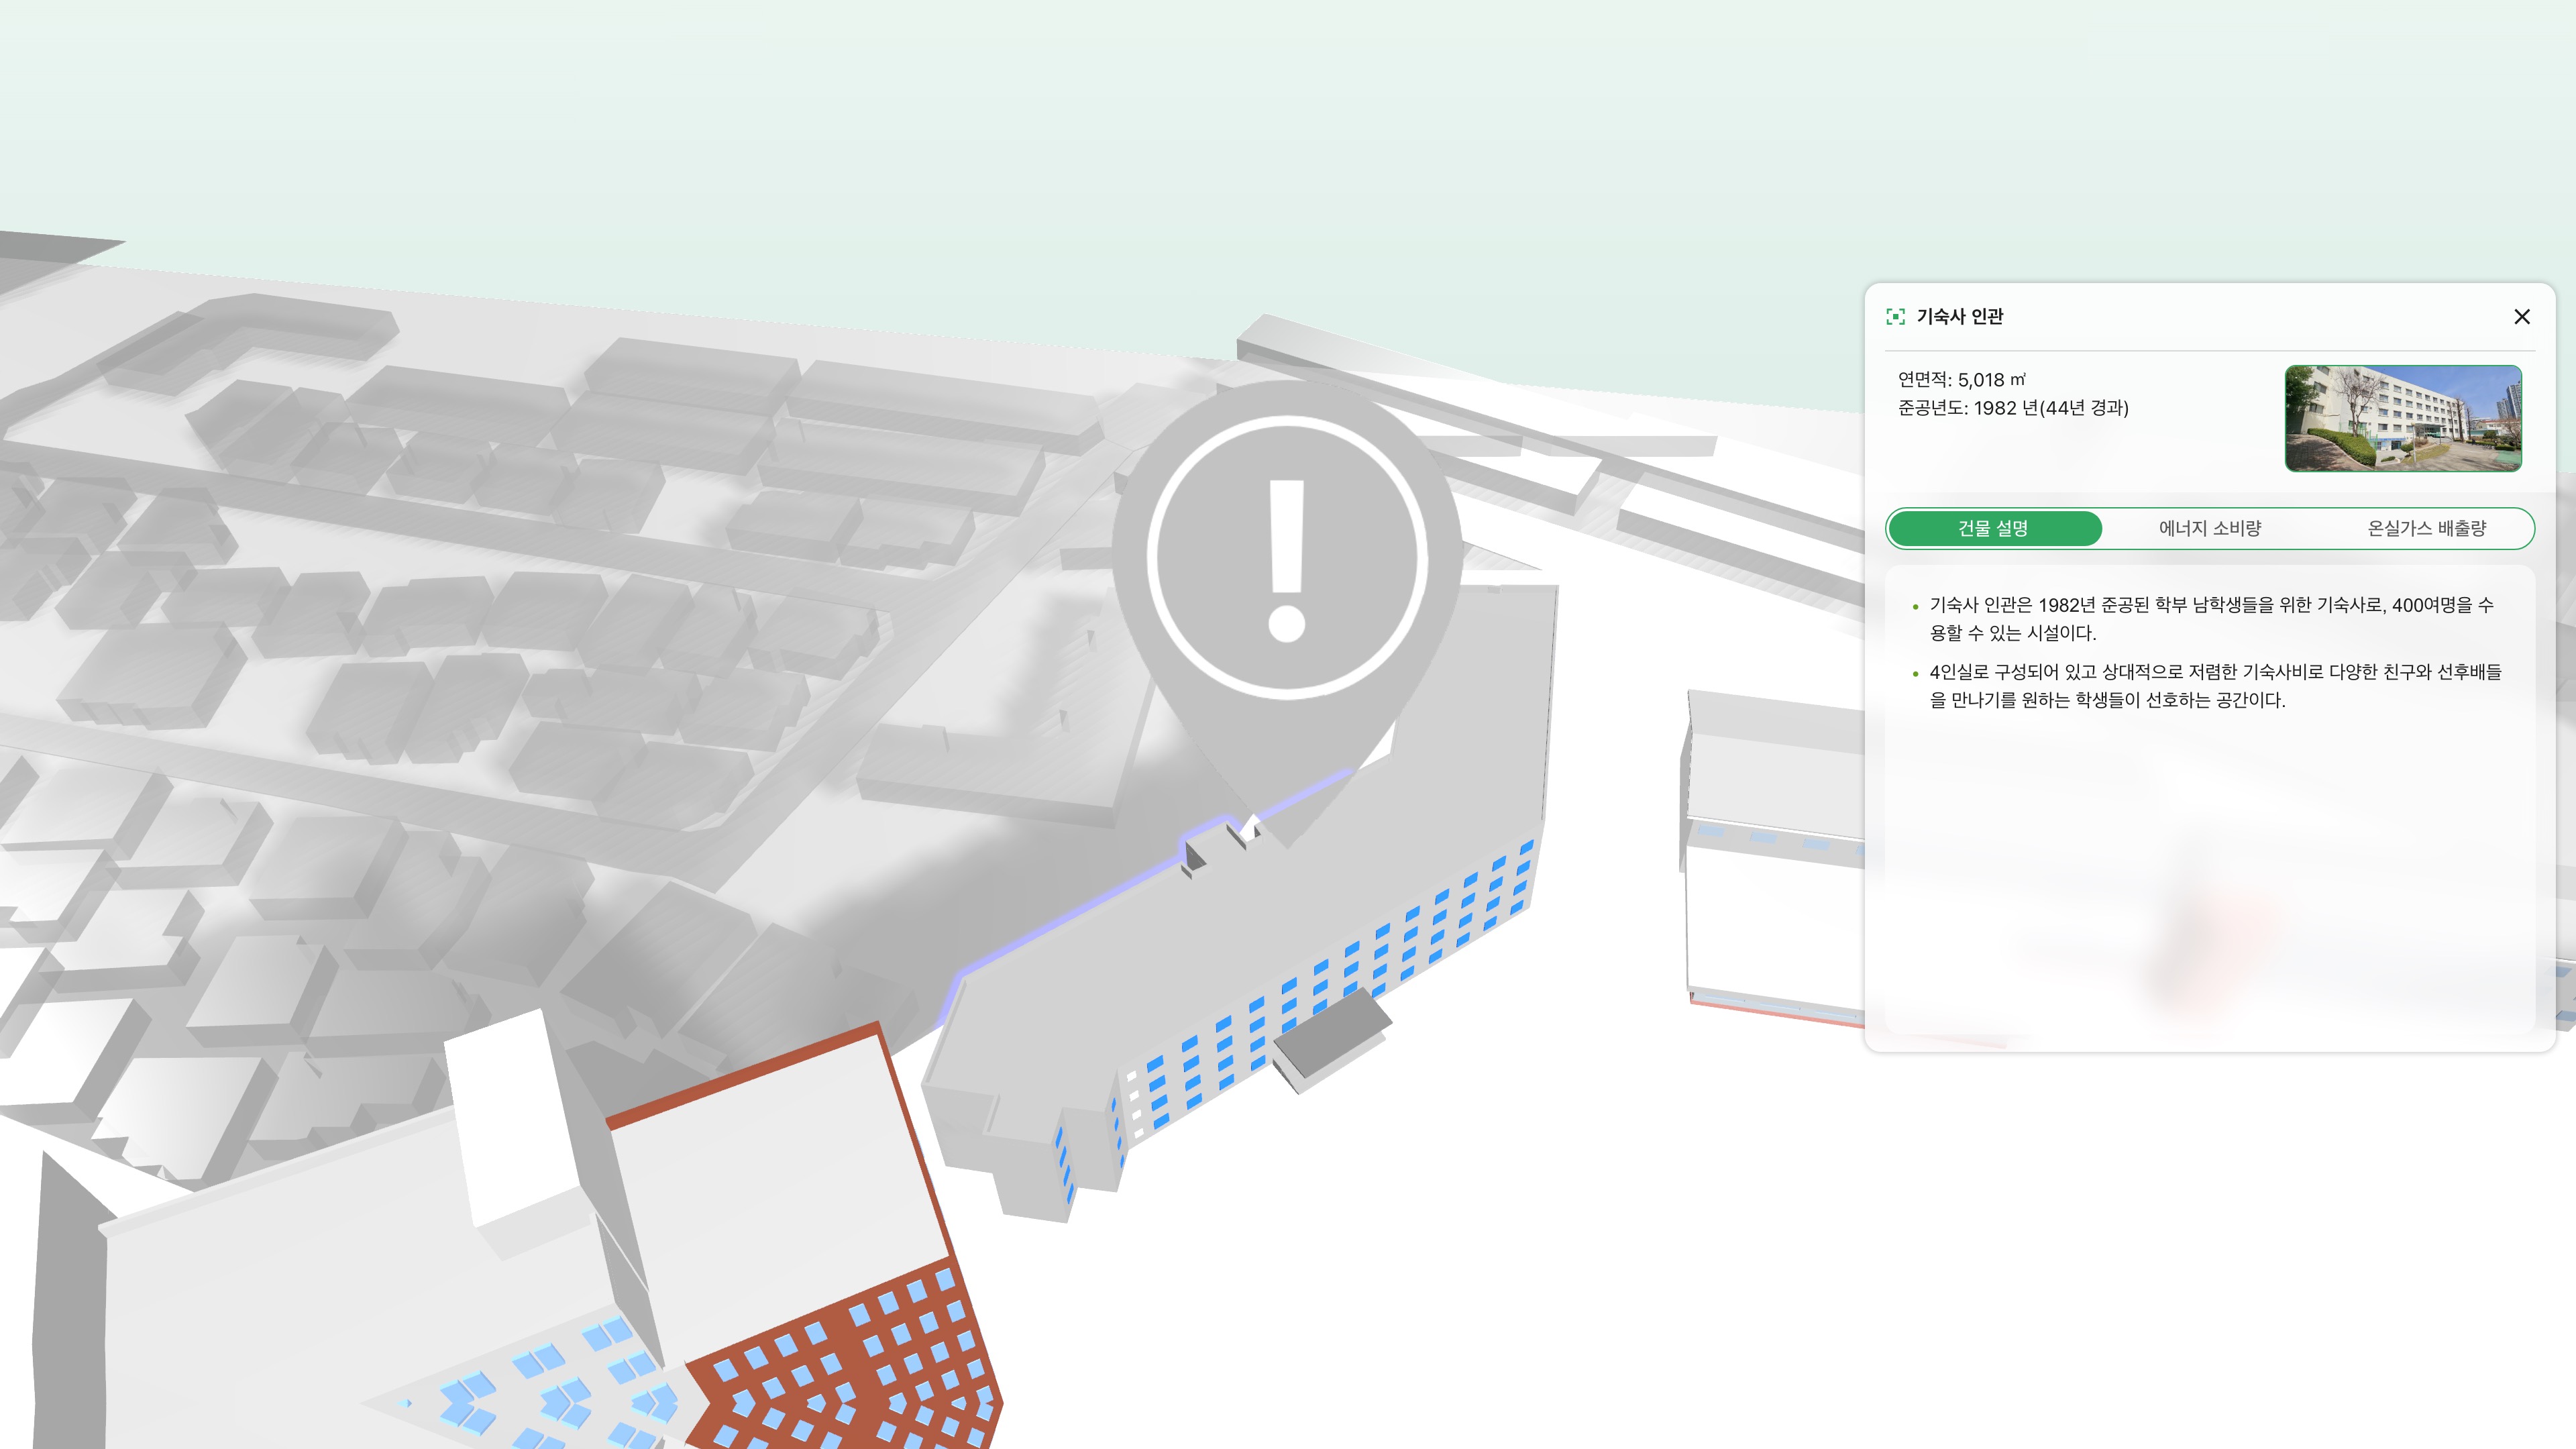 기숙사 인관
연면적: 5,018 ㎡
준공년도: 1982 년(44년 경과)
건물 설명
에너지 소비량
온실가스 배출량
기숙사 인관은 1982년 준공된 학부 남학생들을 위한 기숙사로, 400여명을 수
용할 수 있는 시설이다.
4인실로 구성되어 있고 상대적으로 저렴한 기숙사비로 다양한 친구와 선후배들
을 만나기를 원하는 학생들이 선호하는 공간이다.